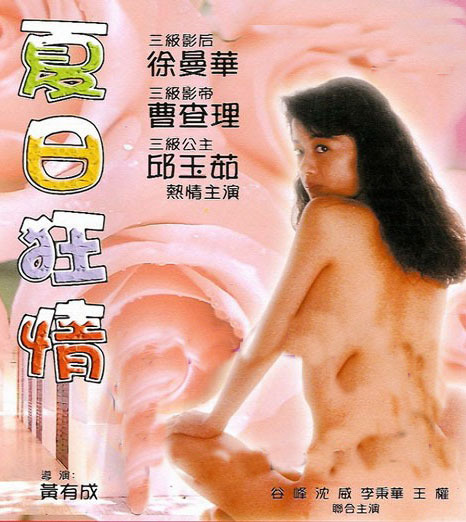 夏日狂情
三級影后
徐曼華
三級影帝
曹查理
三級公主
邱玉茹
熱情主演
導演:
黃有成
谷峰 沈威 李秉華 王權
聯合主演